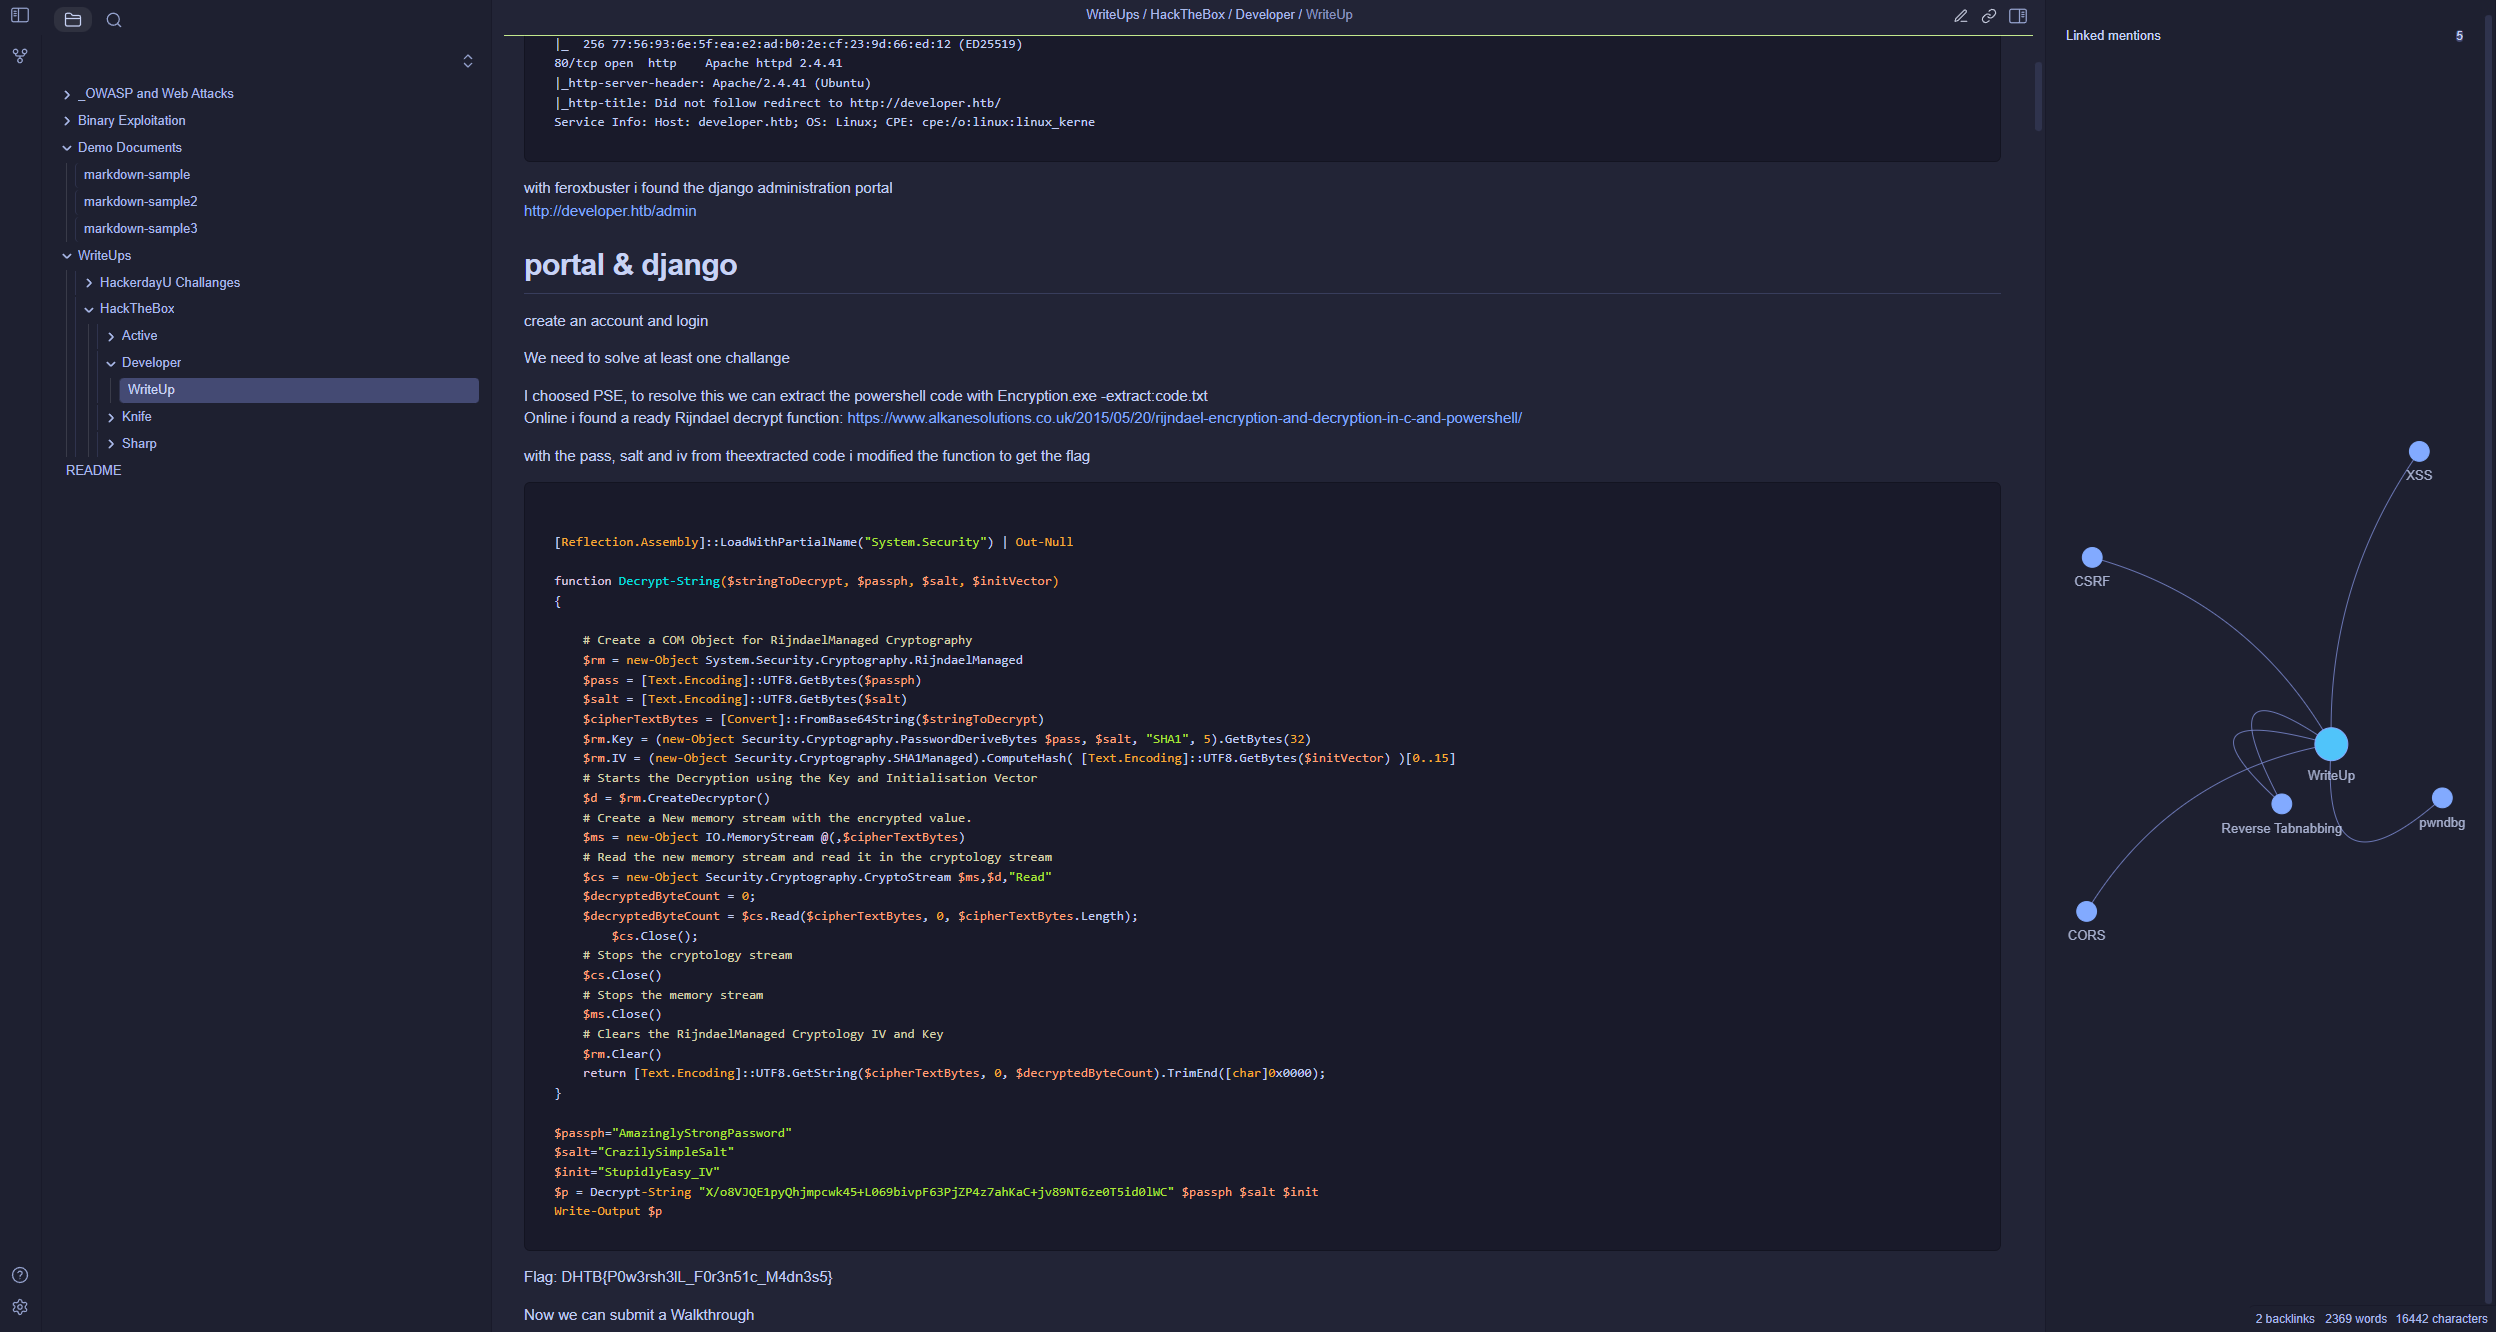 _OWASP and Web Attacks
Binary Exploitation
Demo Documents
markdown-sample
markdown-sample2
markdown-sample3
WriteUps
HackerdayU Challanges
HackTheBox
Active
Developer
WriteUp
Knife
Sharp
README
WriteUps / HackTheBox / Developer / WriteUp
|_  256 77:56:93:6e:5f:ea:e2:ad:b0:2e:cf:23:9d:66:ed:12 (ED25519)
80/tcp open  http    Apache httpd 2.4.41
|_http-server-header: Apache/2.4.41 (Ubuntu)
|_http-title: Did not follow redirect to http://developer.htb/
Service Info: Host: developer.htb; OS: Linux; CPE: cpe:/o:linux:linux_kerne
with feroxbuster i found the django administration portal
http://developer.htb/admin
portal & django
create an account and login
We need to solve at least one challange
I choosed PSE, to resolve this we can extract the powershell code with Encryption.exe -extract:code.txt
Online i found a ready Rijndael decrypt function: https://www.alkanesolutions.co.uk/2015/05/20/rijndael-encryption-and-decryption-in-c-and-powershell/
with the pass, salt and iv from theextracted code i modified the function to get the flag
[Reflection.Assembly]::LoadWithPartialName("System.Security") | Out-Null
function Decrypt-String($stringToDecrypt, $passph, $salt, $initVector)
{
# Create a COM Object for RijndaelManaged Cryptography
$rm = new-Object System.Security.Cryptography.RijndaelManaged
$pass = [Text.Encoding]::UTF8.GetBytes($passph)
$salt = [Text.Encoding]::UTF8.GetBytes($salt)
$cipherTextBytes = [Convert]::FromBase64String($stringToDecrypt)
$rm.Key = (new-Object Security.Cryptography.PasswordDeriveBytes $pass, $salt, "SHA1", 5).GetBytes(32)
$rm.IV = (new-Object Security.Cryptography.SHA1Managed).ComputeHash( [Text.Encoding]::UTF8.GetBytes($initVector) )[0..15]
# Starts the Decryption using the Key and Initialisation Vector
$d = $rm.CreateDecryptor()
# Create a New memory stream with the encrypted value.
$ms = new-Object IO.MemoryStream @(,$cipherTextBytes)
# Read the new memory stream and read it in the cryptology stream
$cs = new-Object Security.Cryptography.CryptoStream $ms,$d,"Read"
$decryptedByteCount = 0;
$decryptedByteCount = $cs.Read($cipherTextBytes, 0, $cipherTextBytes.Length);
$cs.Close();
# Stops the cryptology stream
$cs.Close()
# Stops the memory stream
$ms.Close()
# Clears the RijndaelManaged Cryptology IV and Key
$rm.Clear()
return [Text.Encoding]::UTF8.GetString($cipherTextBytes, 0, $decryptedByteCount).TrimEnd([char]0x0000);
}
$passph="AmazinglyStrongPassword"
$salt="CrazilySimpleSalt"
$init="StupidlyEasy_IV"
$p = Decrypt-String "X/o8VJQE1pyQhjmpcwk45+L069bivpF63PjZP4z7ahKaC+jv89NT6ze0T5id0lWC" $passph $salt $init
Write-Output $p
Flag: DHTB{P0w3rsh3lL_F0r3n51c_M4dn3s5}
Now we can submit a Walkthrough
Linked mentions
5
XSS
CSRF
WriteUp
Reverse Tabnabbing
pwndbg
CORS
2 backlinks 2369 words 16442 characters